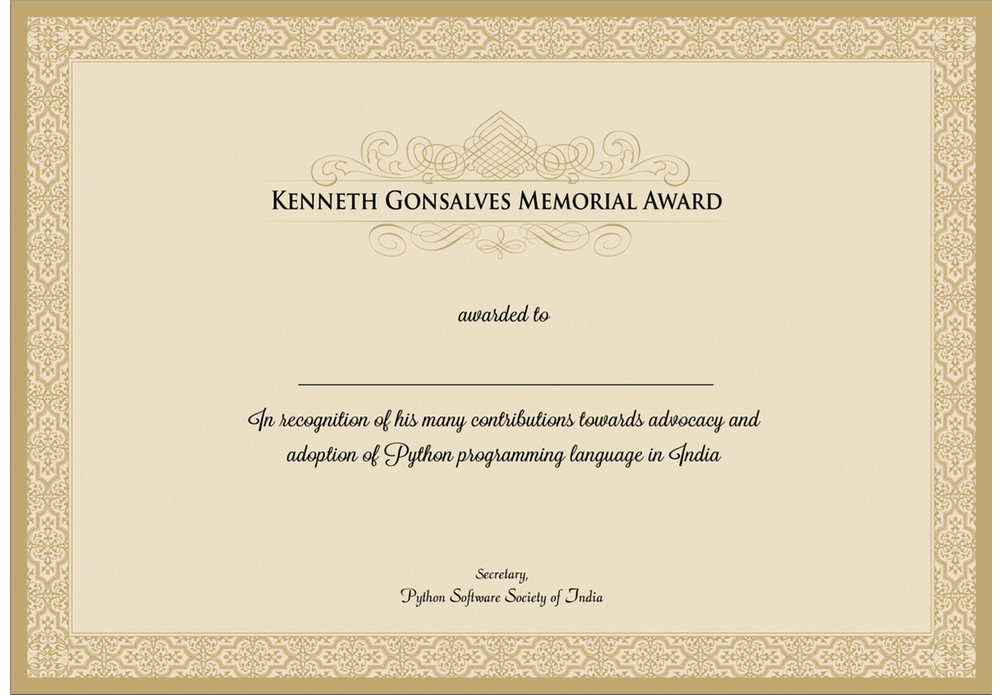 KENNETH GONSALVES MEMORIAL AWARD
awarded to
In recognition of his many contributions towards advocacy and
adoption of Python programming language in India
Secretary,
Python Software Society of India